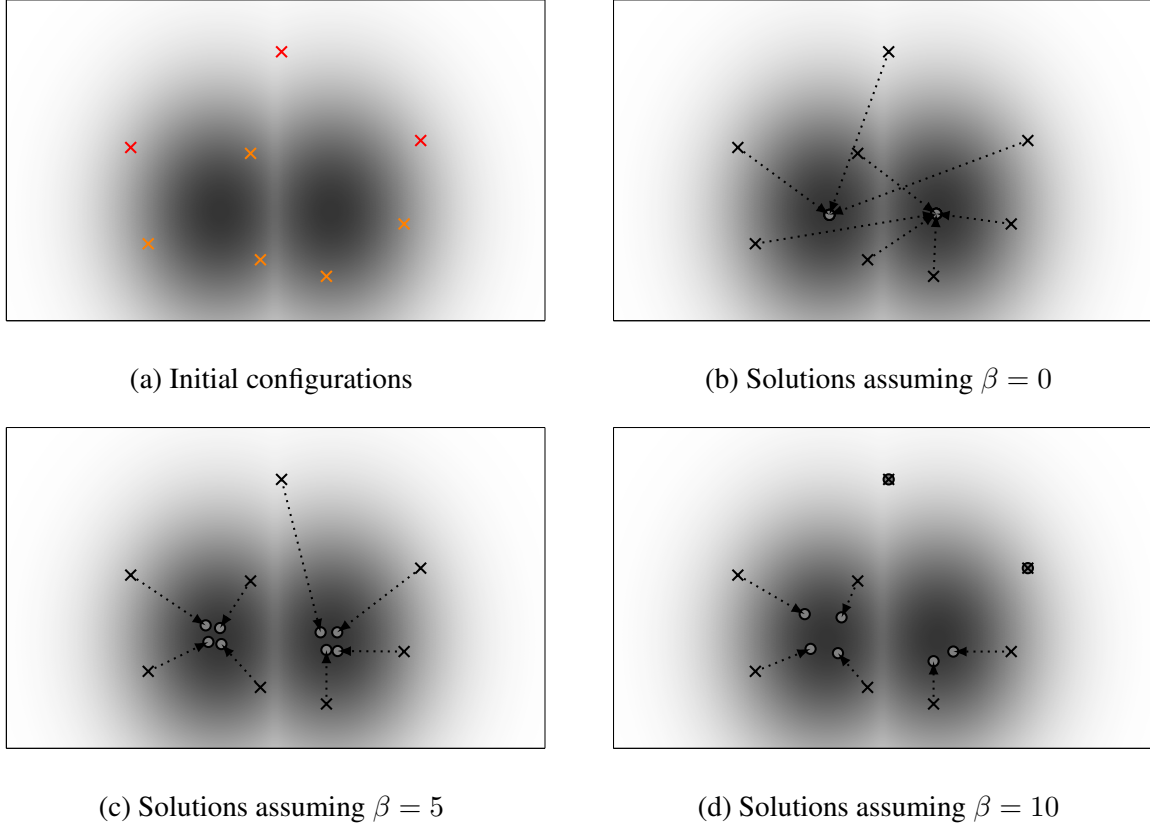 (a) Initial configurations
(b) Solutions assuming β = 0
(c) Solutions assuming β = 5
(d) Solutions assuming β = 10